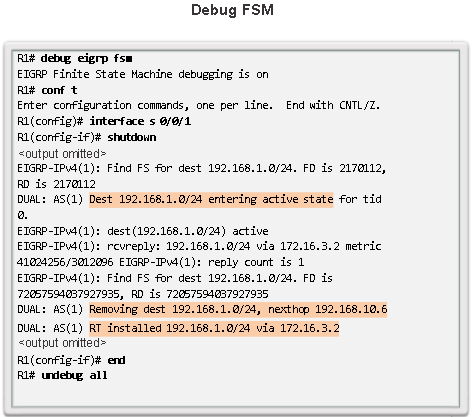 Debug FSM
R1# debug eigrp fsm
EIGRP Finite State Machine debugging is on
R1# conf t
Enter configuration commands, one per line.  End with CNTL/Z.
R1(config)# interface s 0/0/1
R1(config-if)# shutdown
<output omitted>
EIGRP-IPv4(1): Find FS for dest 192.168.1.0/24. FD is 2170112,
RD is 2170112
DUAL: AS(1) Dest 192.168.1.0/24 entering active state for tid
0.
EIGRP-IPv4(1): dest(192.168.1.0/24) active
EIGRP-IPv4(1): rcvreply: 192.168.1.0/24 via 172.16.3.2 metric
41024256/3012096 EIGRP-IPv4(1): reply count is 1
EIGRP-IPv4(1): Find FS for dest 192.168.1.0/24. FD is
72057594037927935, RD is 72057594037927935
DUAL: AS(1) Removing dest 192.168.1.0/24, nexthop 192.168.10.6
DUAL: AS(1) RT installed 192.168.1.0/24 via 172.16.3.2
<output omitted>
R1(config-if)# end
R1# undebug all